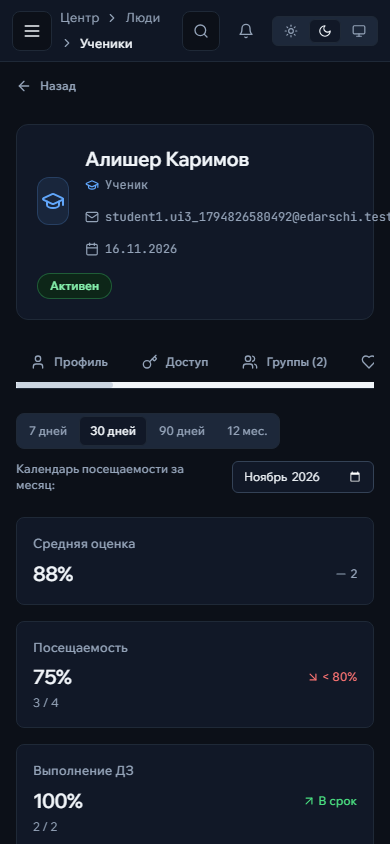 Центр > Люди
> Ученики
Назад
Алишер Каримов
Ученик
student1.ui3_1794826580492@edarschi.test
16.11.2026
Активен
Профиль
Доступ
Группы (2)
7 дней
30 дней
90 дней
12 мес.
Календарь посещаемости за
месяц:
Ноябрь 2026
Средняя оценка
88%
— 2
Посещаемость
75%
↘ < 80%
3 / 4
Выполнение ДЗ
100%
↗ В срок
2 / 2